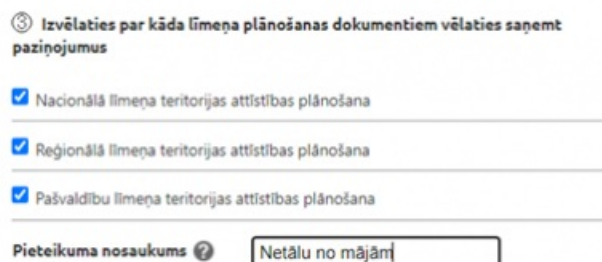 ③ Izvēlaties par kāda līmeņa plānošanas dokumentiem vēlaties saņemt
paziņojumus
Nacionālā līmeņa teritorijas attīstības plānošana
Reģionālā līmeņa teritorijas attīstības plānošana
Pašvaldību līmeņa teritorijas attīstības plānošana
Pieteikuma nosaukums ? Netālu no mājām